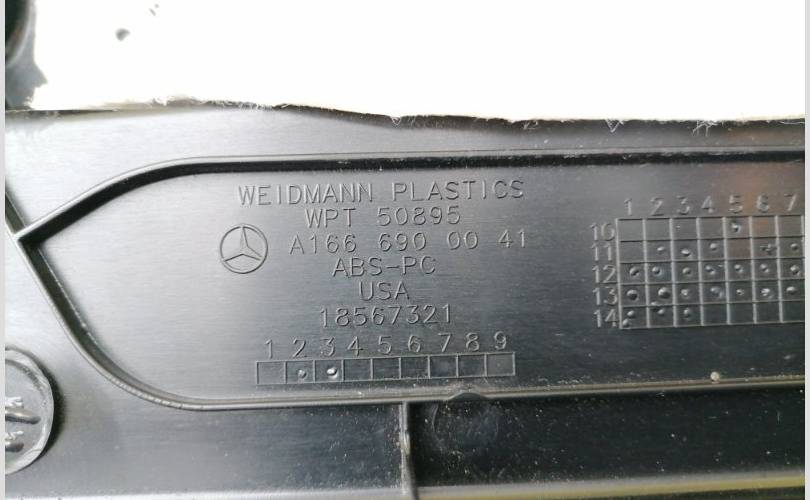 WEIDMANN PLASTICS
WPT 50895
A166 690 00 41
ABS-PC
USA
18567321
1 2 3 4 5 6 7 8 9
1 2 3 4 5 6 7
10
11
12
13
14